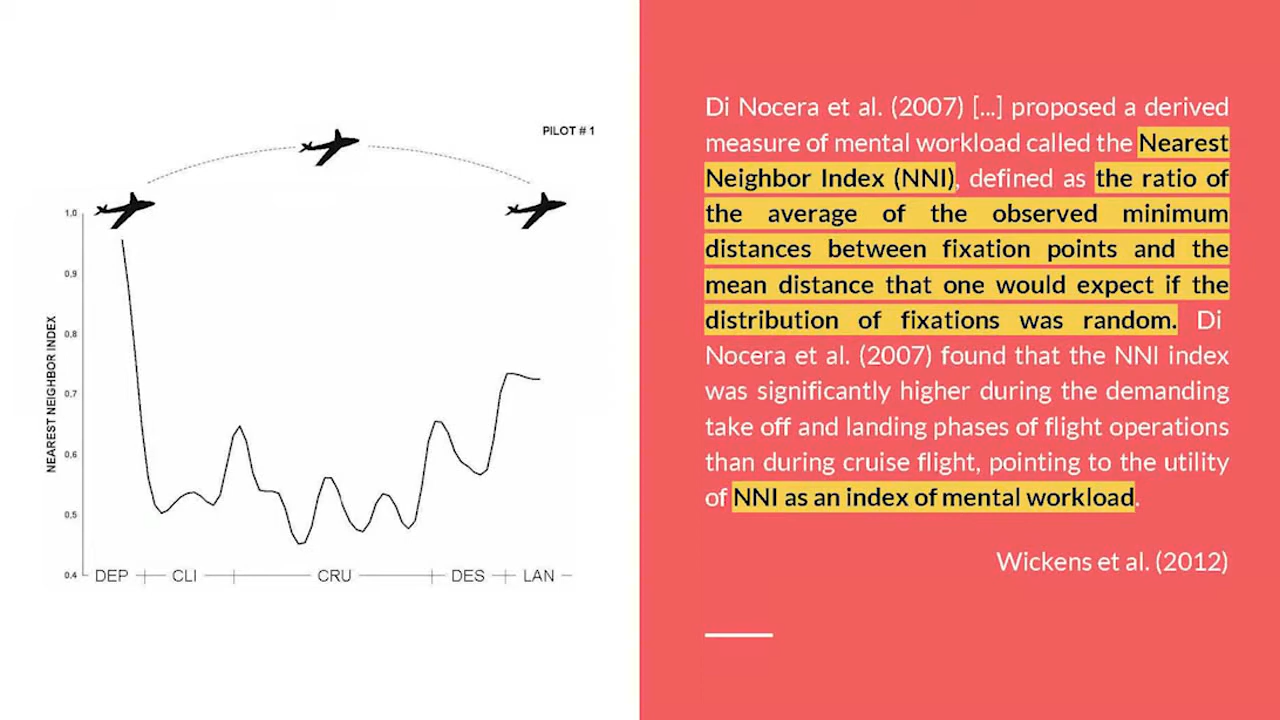 PILOT # 1
1,0
0,9
0,8
0,7
0,6
0,5
0,4
NEAREST NEIGHBOR INDEX
DEP
CLI
CRU
DES
LAN
Di Nocera et al. (2007) [...] proposed a derived
measure of mental workload called the Nearest
Neighbor Index (NNI), defined as the ratio of
the average of the observed minimum
distances between fixation points and the
mean distance that one would expect if the
distribution of fixations was random. Di
Nocera et al. (2007) found that the NNI index
was significantly higher during the demanding
take off and landing phases of flight operations
than during cruise flight, pointing to the utility
of NNI as an index of mental workload.
Wickens et al. (2012)